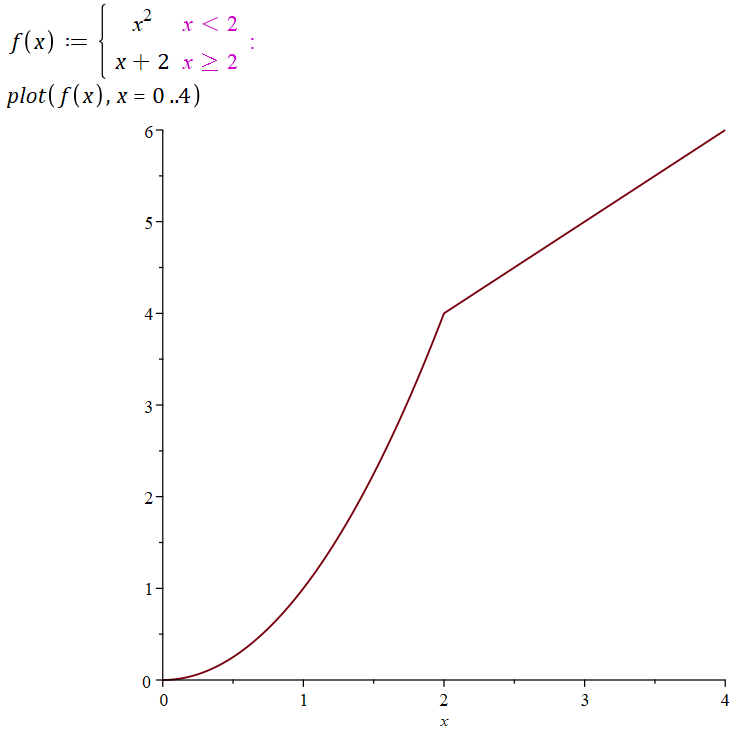 f(x) := { x² x < 2
x + 2 x ≥ 2 :
plot(f(x), x = 0 ..4)
6
5
4
3
2
1
0
0 1 2 3 4
x